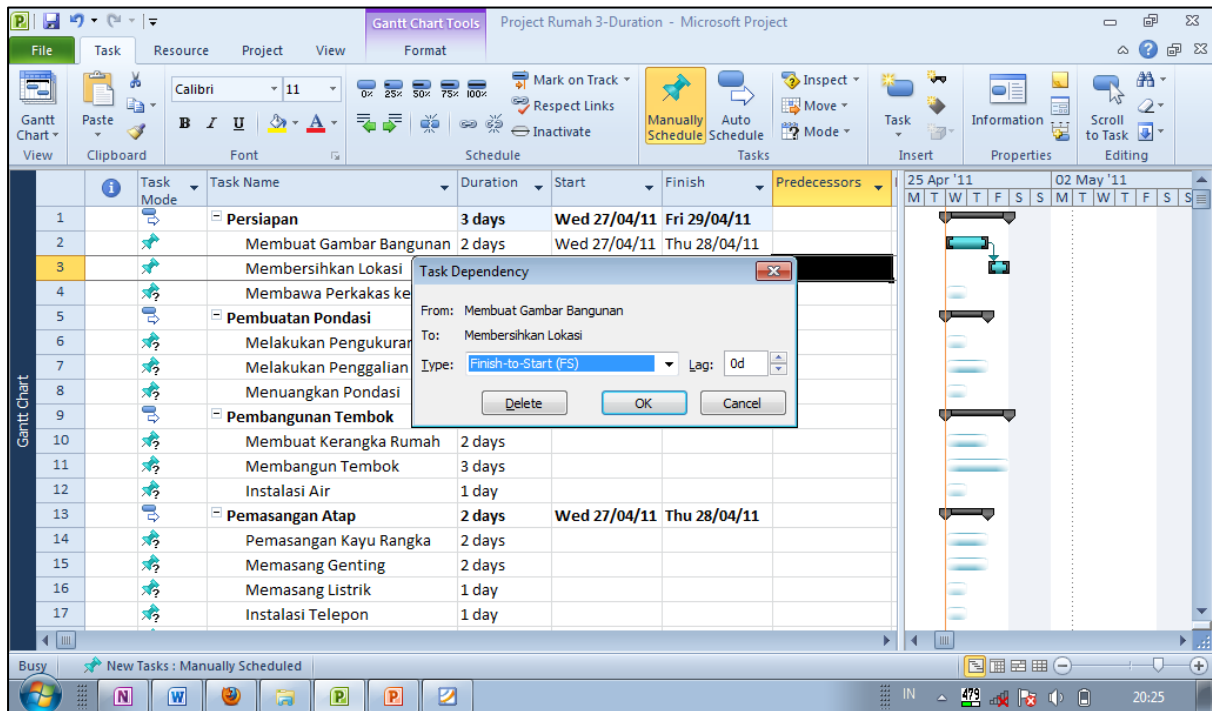 Gantt Chart Tools Project Rumah 3-Duration - Microsoft Project
File Task Resource Project View Format
Calibri 11
0% 25% 50% 75% 100%
Mark on Track
Respect Links
Inactivate
B I U A
Gantt Chart
Paste
Manually Schedule
Auto Schedule
Inspect
Move
Mode
Task
Information
Scroll to Task
View Clipboard Font Schedule Tasks Insert Properties Editing
Task Mode Task Name Duration Start Finish Predecessors 25 Apr '11 02 May '11
M T W T F S S M T W T F S S
1 Persiapan 3 days Wed 27/04/11 Fri 29/04/11
2 Membuat Gambar Bangunan 2 days Wed 27/04/11 Thu 28/04/11
3 Membersihkan Lokasi
4 Membawa Perkakas ke
5 Pembuatan Pondasi
6 Melakukan Pengukuran
7 Melakukan Penggalian
8 Menuangkan Pondasi
9 Pembangunan Tembok
10 Membuat Kerangka Rumah 2 days
11 Membangun Tembok 3 days
12 Instalasi Air 1 day
13 Pemasangan Atap 2 days Wed 27/04/11 Thu 28/04/11
14 Pemasangan Kayu Rangka 2 days
15 Memasang Genting 2 days
16 Memasang Listrik 1 day
17 Instalasi Telepon 1 day
Gantt Chart
Task Dependency
From: Membuat Gambar Bangunan
To: Membersihkan Lokasi
Type: Finish-to-Start (FS) Lag: 0d
Delete OK Cancel
Busy New Tasks : Manually Scheduled
IN 479 20:25